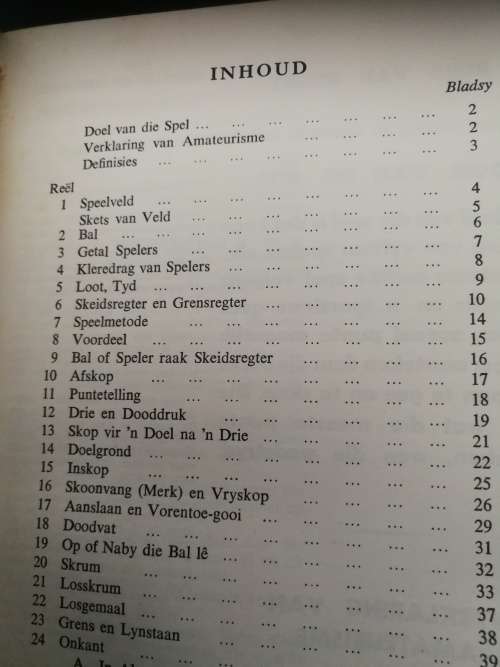 INHOUD
Bladsy
Doel van die Spel ... ... ... ... ... ... ... 2
Verklaring van Amateurisme ... ... ... ... ... 2
Definisies ... ... ... ... ... ... ... ... 3
Reël
1 Speelveld ... ... ... ... ... ... ... 4
Skets van Veld ... ... ... ... ... ... ... 5
2 Bal ... ... ... ... ... ... ... ... 6
3 Getal Spelers ... ... ... ... ... ... ... 7
4 Kleredrag van Spelers ... ... ... ... ... ... 8
5 Loot, Tyd ... ... ... ... ... ... ... ... 9
6 Skeidsregter en Grensregter ... ... ... ... ... 10
7 Speelmetode ... ... ... ... ... ... ... 14
8 Voordeel ... ... ... ... ... ... ... ... 15
9 Bal of Speler raak Skeidsregter ... ... ... ... 16
10 Afskop ... ... ... ... ... ... ... ... 17
11 Puntetelling ... ... ... ... ... ... ... 18
12 Drie en Dooddruk ... ... ... ... ... ... 19
13 Skop vir 'n Doel na 'n Drie ... ... ... ... ... 21
14 Doelgrond ... ... ... ... ... ... ... 22
15 Inskop ... ... ... ... ... ... ... ... 25
16 Skoonvang (Merk) en Vryskop ... ... ... ... 26
17 Aanslaan en Vorentoe-gooi ... ... ... ... ... 29
18 Doodvat ... ... ... ... ... ... ... ... 31
19 Op of Naby die Bal lê ... ... ... ... ... ... 32
20 Skrum ... ... ... ... ... ... ... ... 33
21 Losskrum ... ... ... ... ... ... ... 37
22 Losgemaal ... ... ... ... ... ... ... 38
23 Grens en Lynstaan ... ... ... ... ... ... 39
24 Onkant ... ... ... ... ... ...